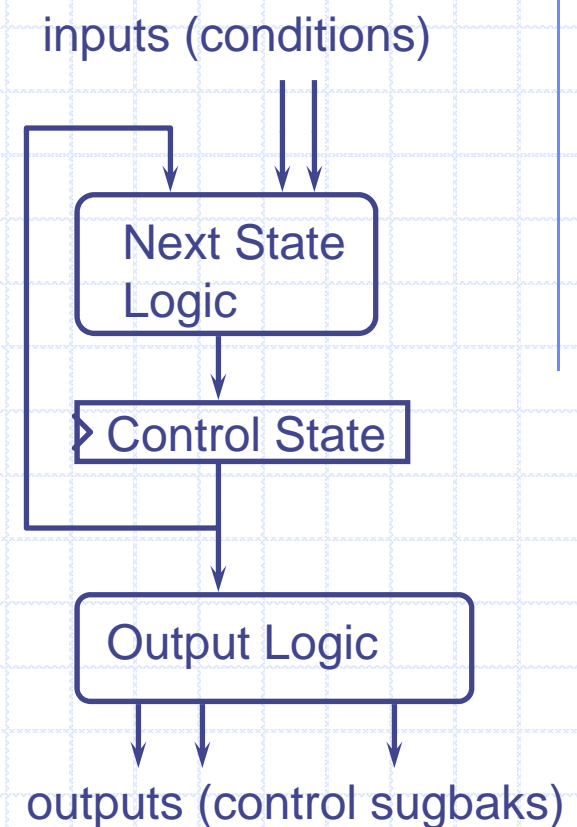 inputs (conditions)
Next State
Logic
Control State
Output Logic
outputs (control sugbaks)